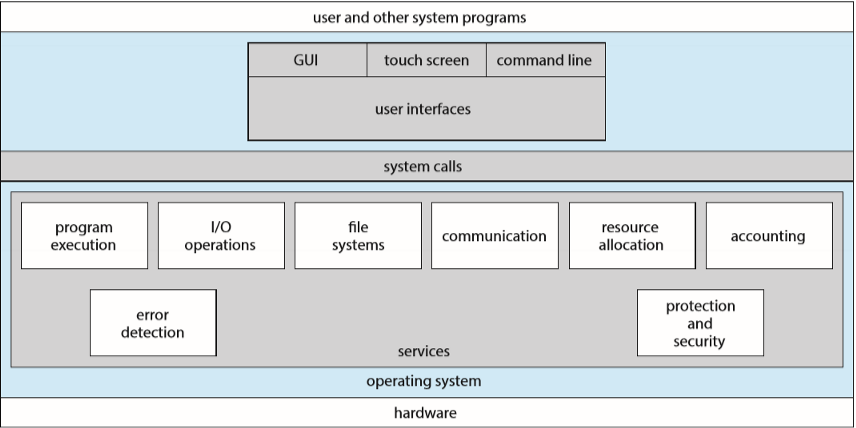 user and other system programs
GUI
touch screen
command line
user interfaces
system calls
program
execution
I/O
operations
file
systems
communication
resource
allocation
accounting
error
detection
protection
and
security
services
operating system
hardware